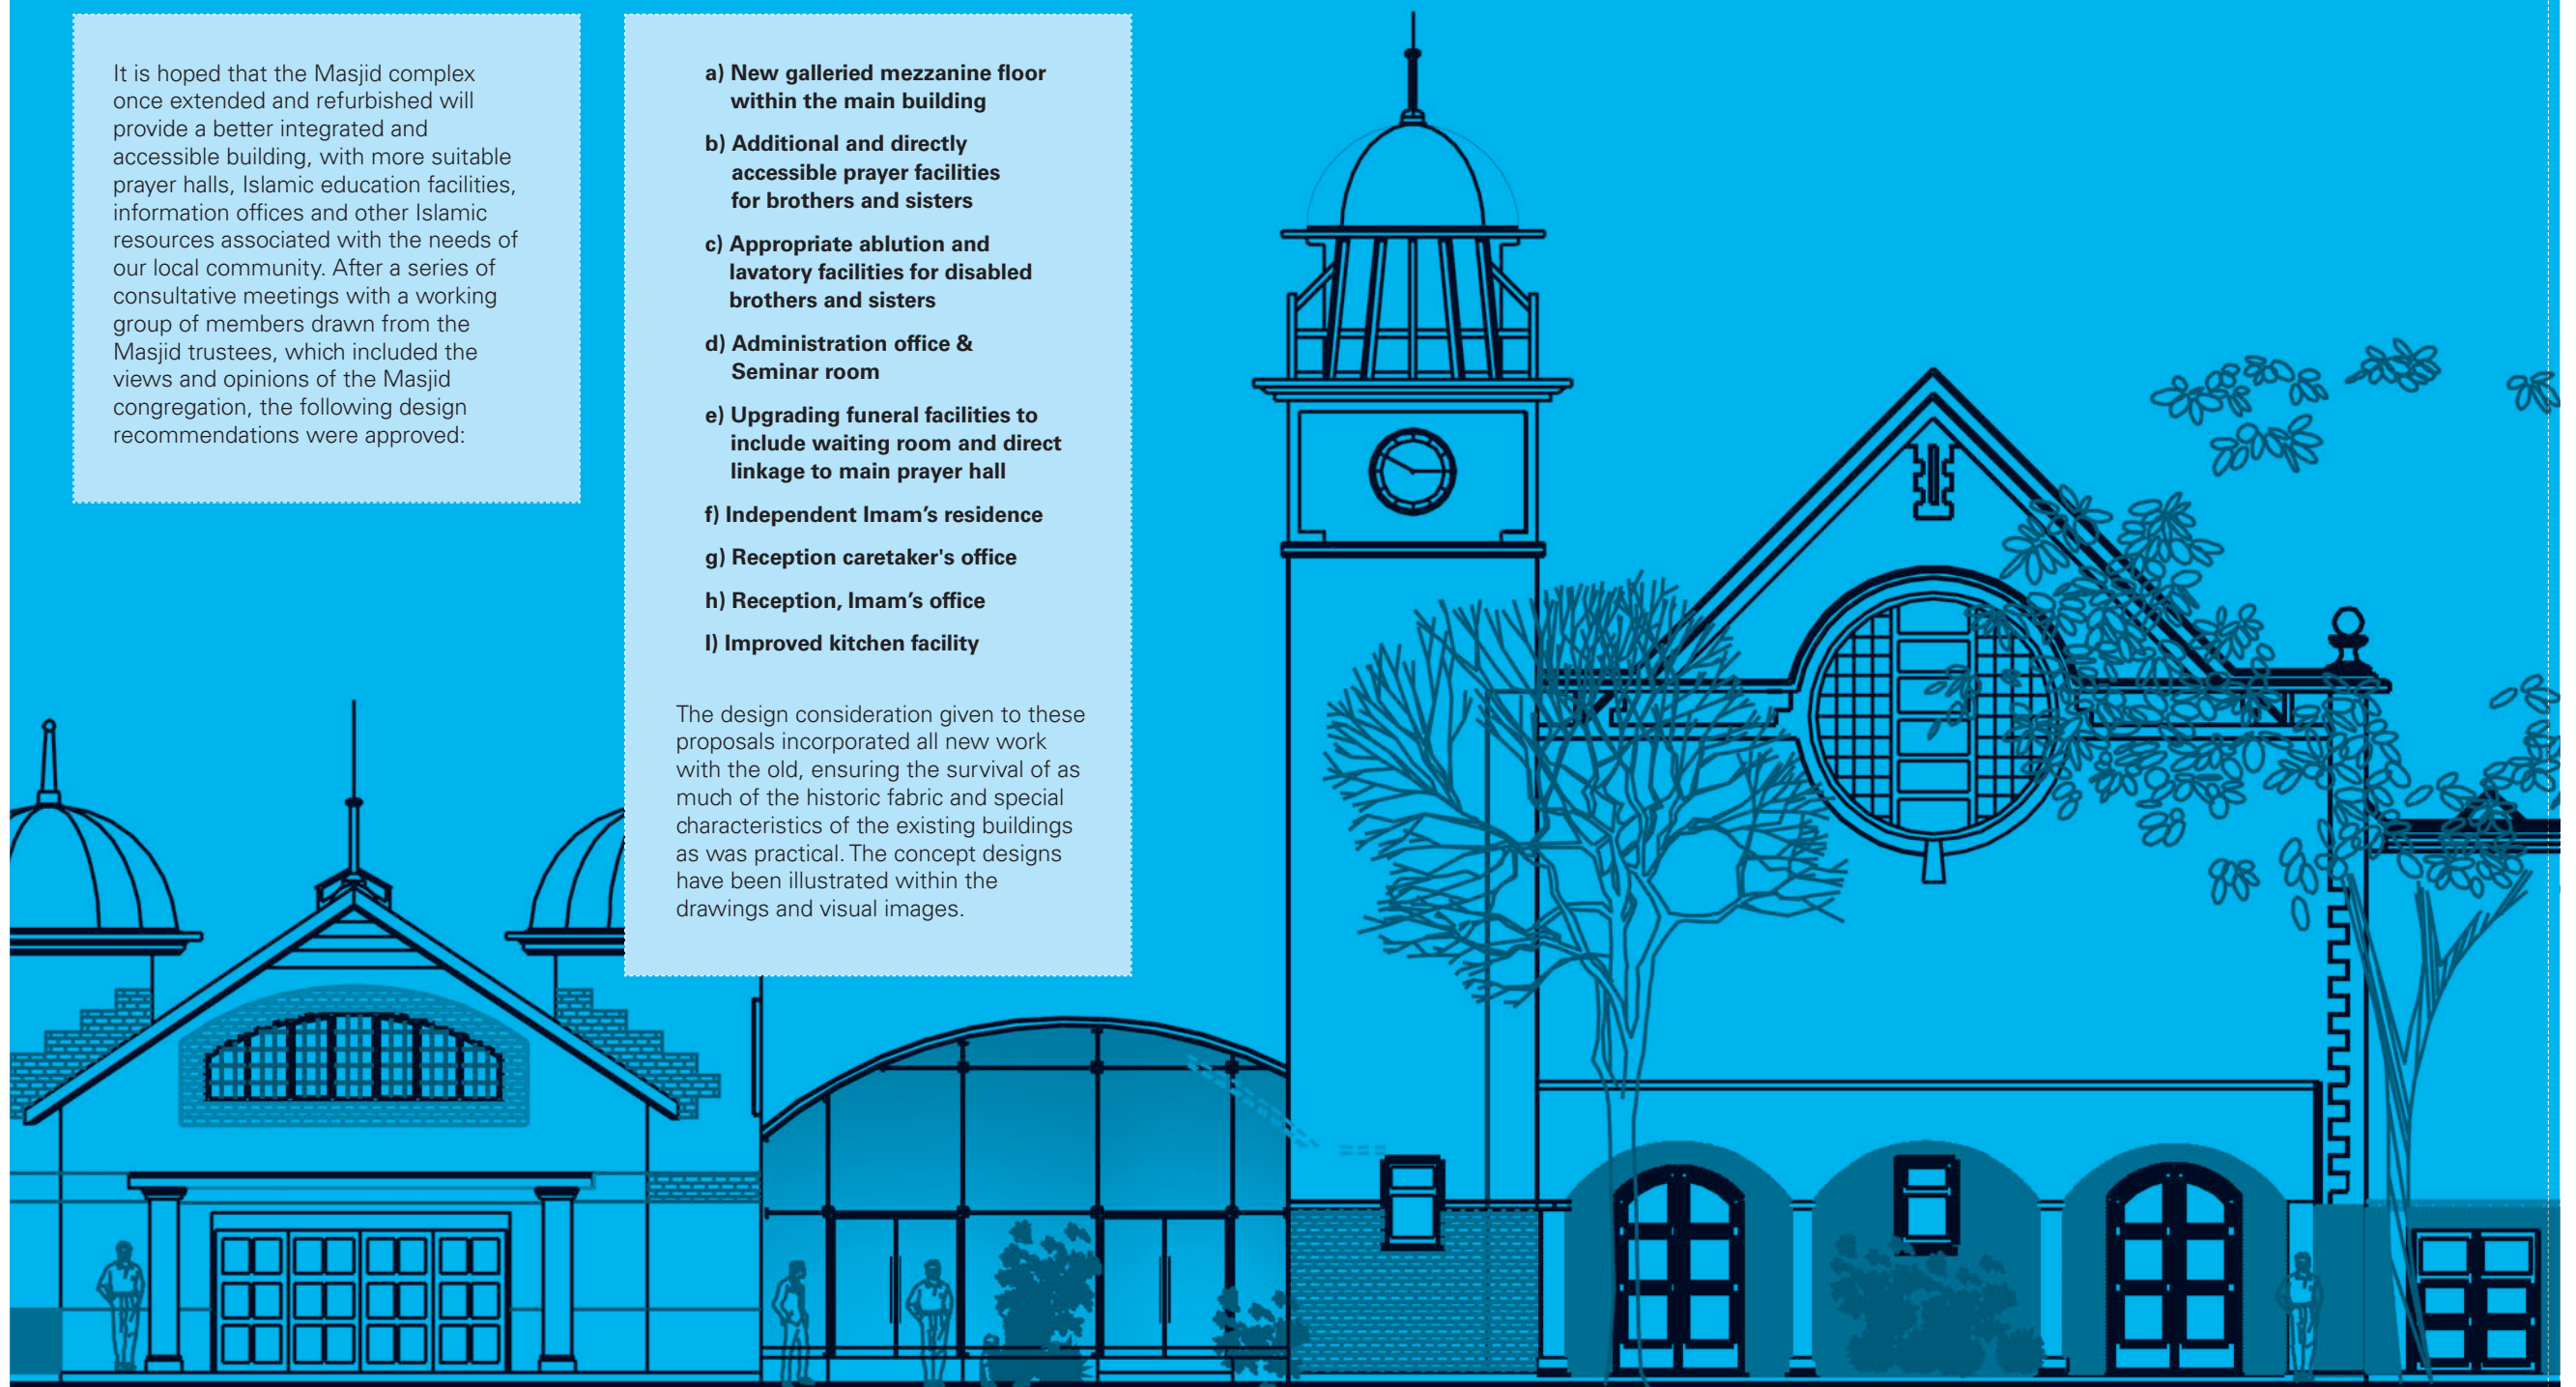 It is hoped that the Masjid complex
once extended and refurbished will
provide a better integrated and
accessible building, with more suitable
prayer halls, Islamic education facilities,
information offices and other Islamic
resources associated with the needs of
our local community. After a series of
consultative meetings with a working
group of members drawn from the
Masjid trustees, which included the
views and opinions of the Masjid
congregation, the following design
recommendations were approved:
a) New galleried mezzanine floor
within the main building
b) Additional and directly
accessible prayer facilities
for brothers and sisters
c) Appropriate ablution and
lavatory facilities for disabled
brothers and sisters
d) Administration office &
Seminar room
e) Upgrading funeral facilities to
include waiting room and direct
linkage to main prayer hall
f) Independent Imam’s residence
g) Reception caretaker's office
h) Reception, Imam’s office
I) Improved kitchen facility
The design consideration given to these
proposals incorporated all new work
with the old, ensuring the survival of as
much of the historic fabric and special
characteristics of the existing buildings
as was practical. The concept designs
have been illustrated within the
drawings and visual images.